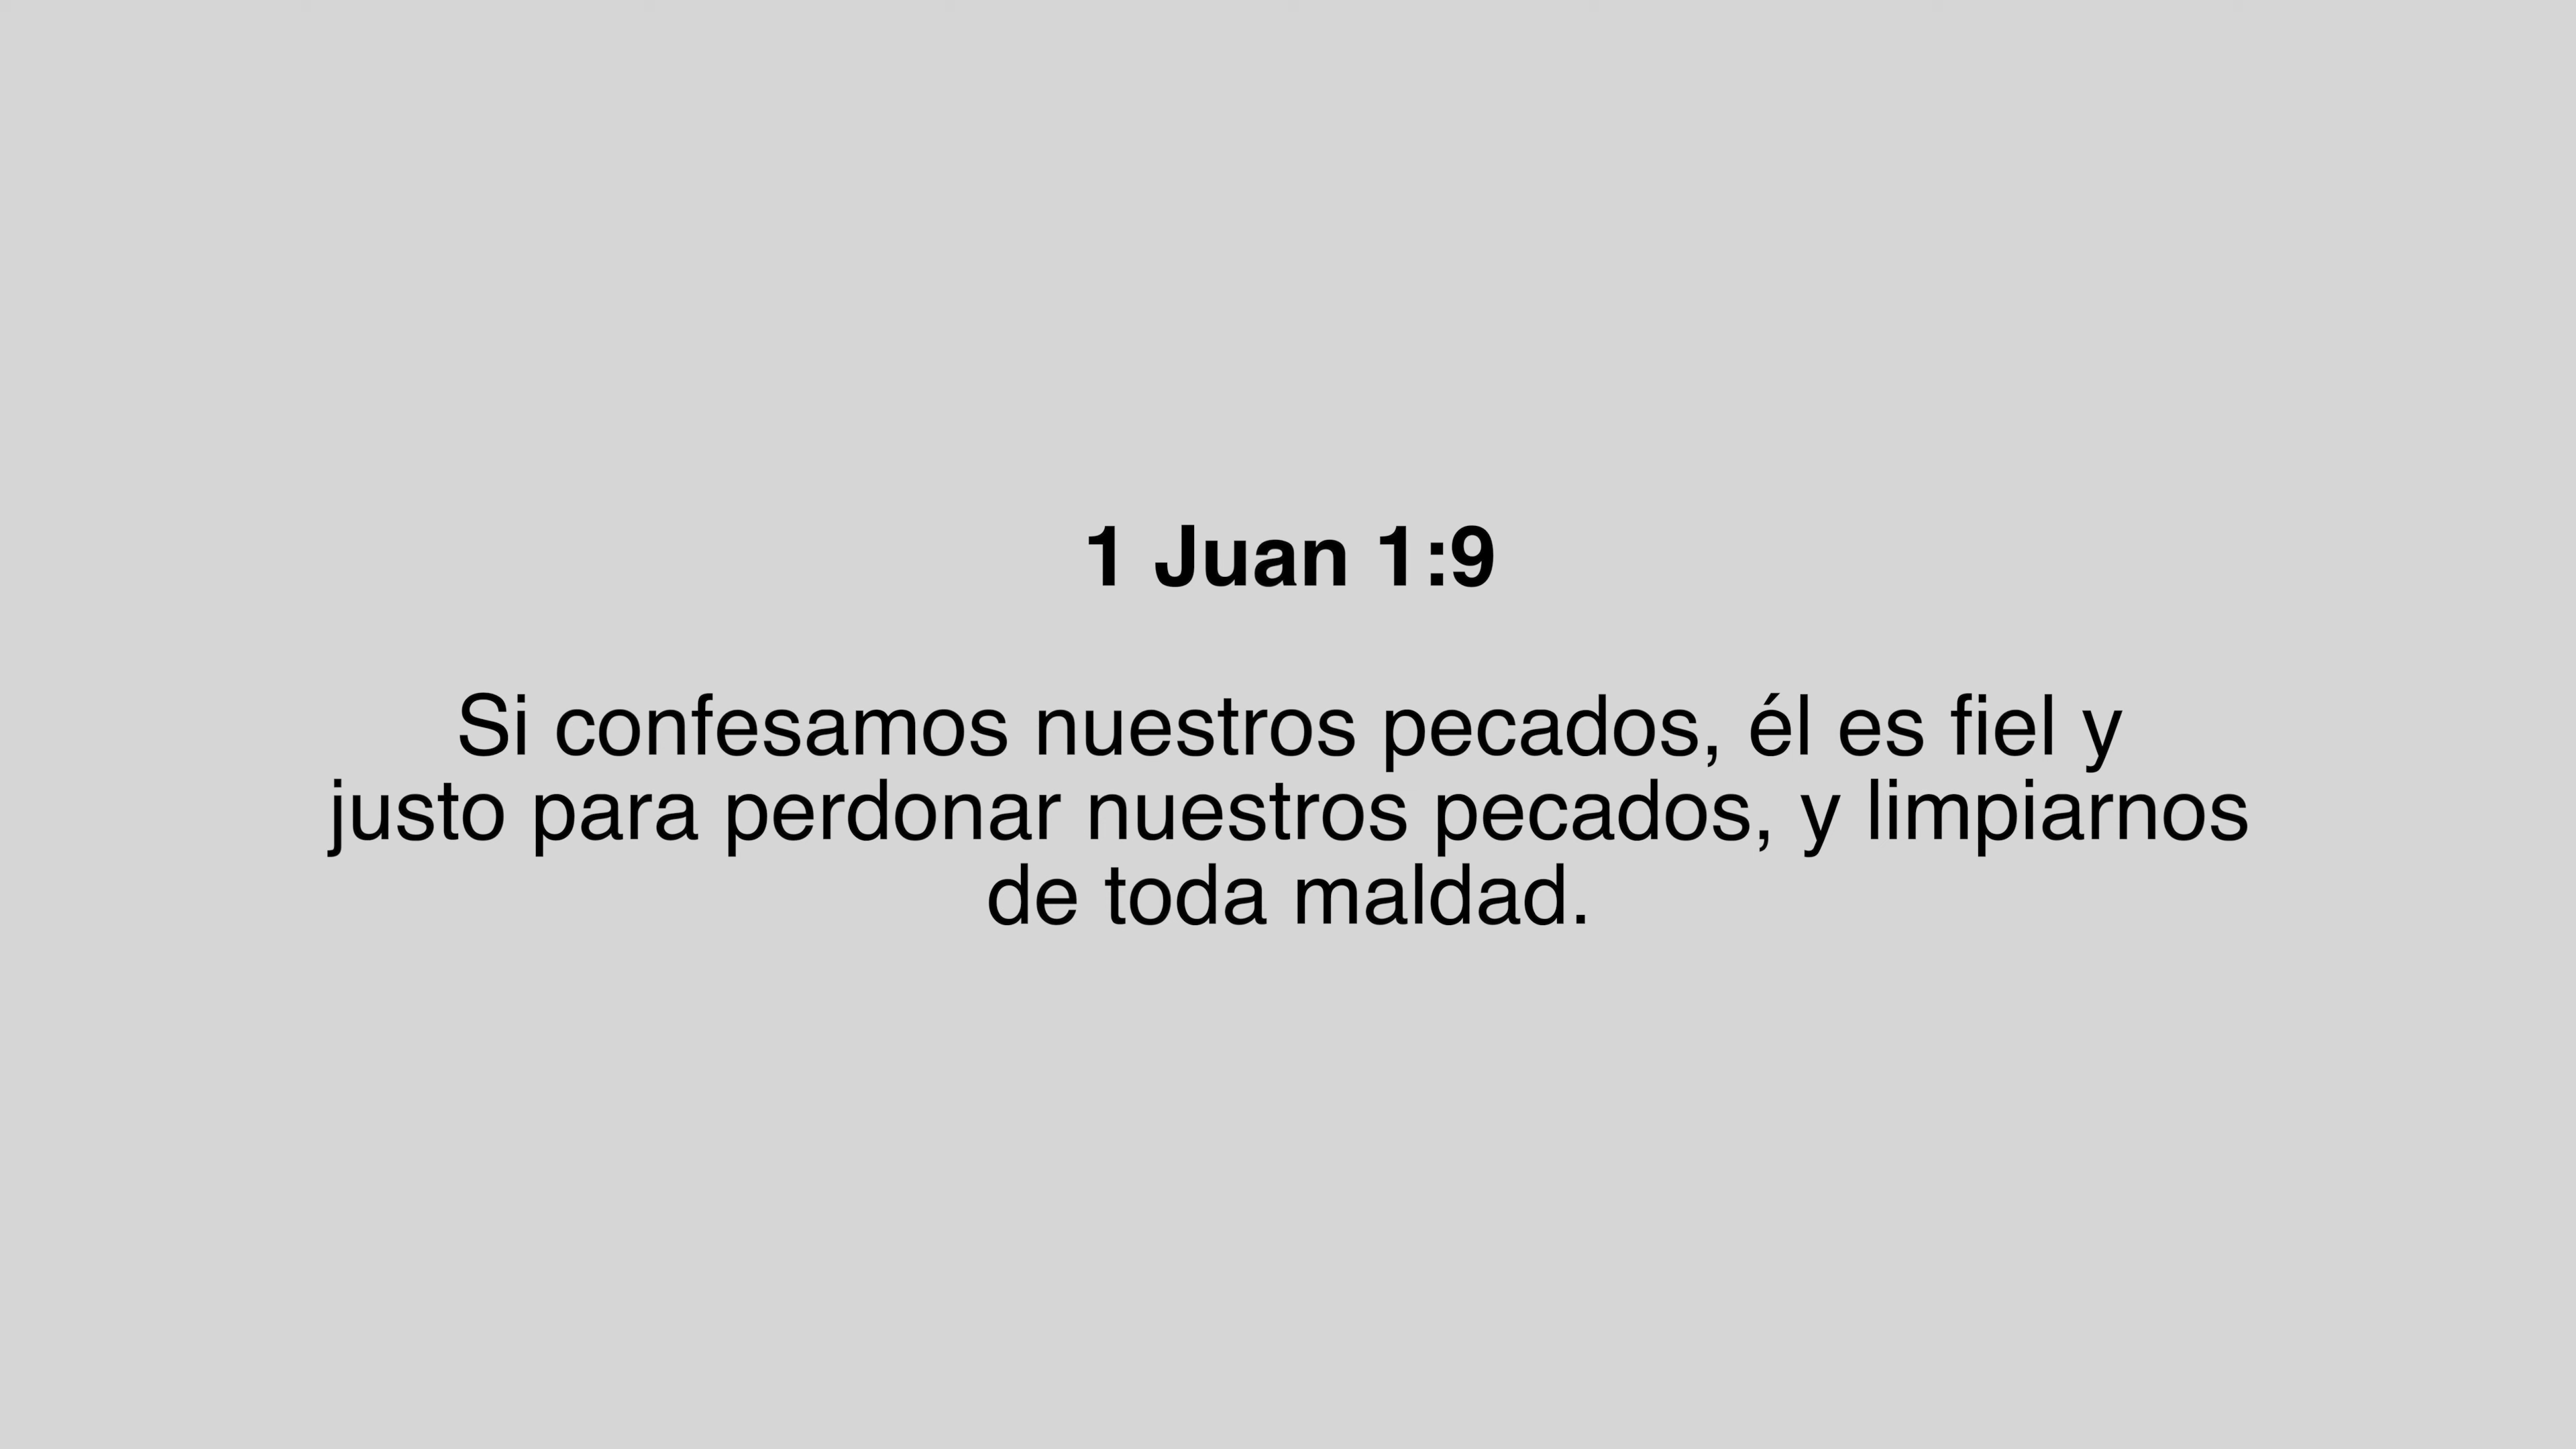 1 Juan 1:9
Si confesamos nuestros pecados, él es fiel y
justo para perdonar nuestros pecados, y limpiarnos
de toda maldad.